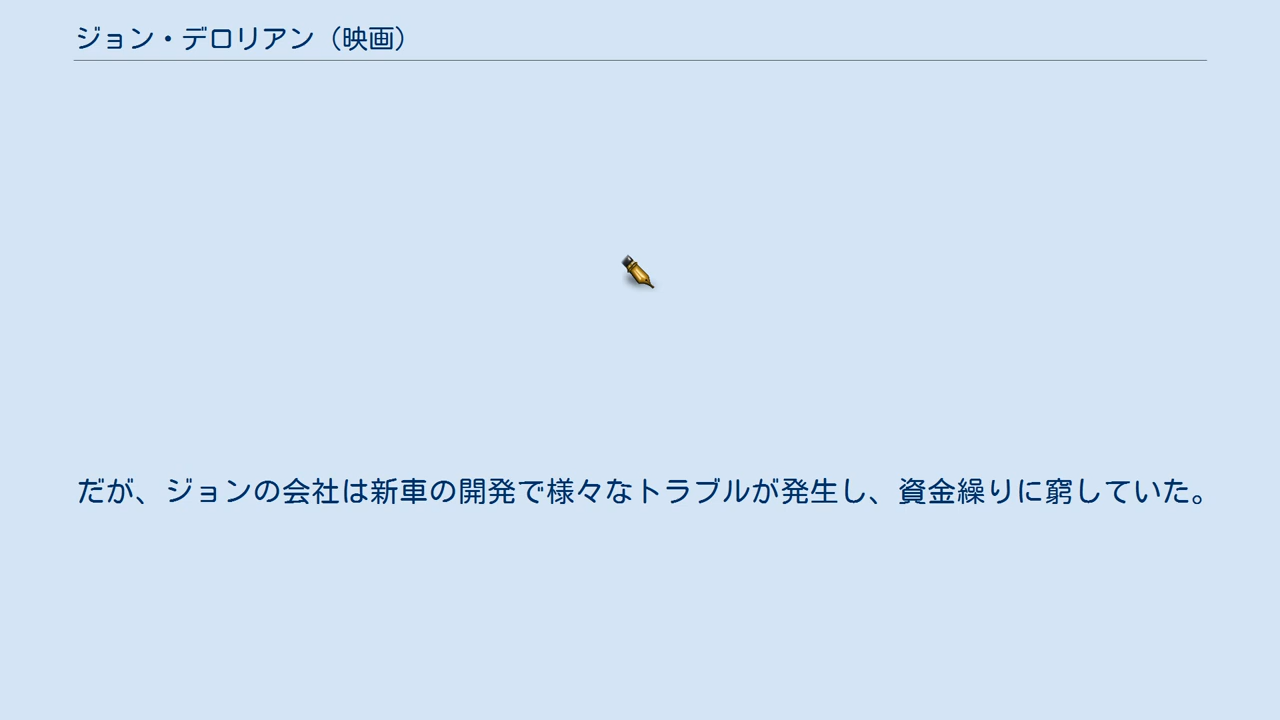 ジョン・デロリアン（映画）
だが、ジョンの会社は新車の開発で様々なトラブルが発生し、資金繰りに窮していた。